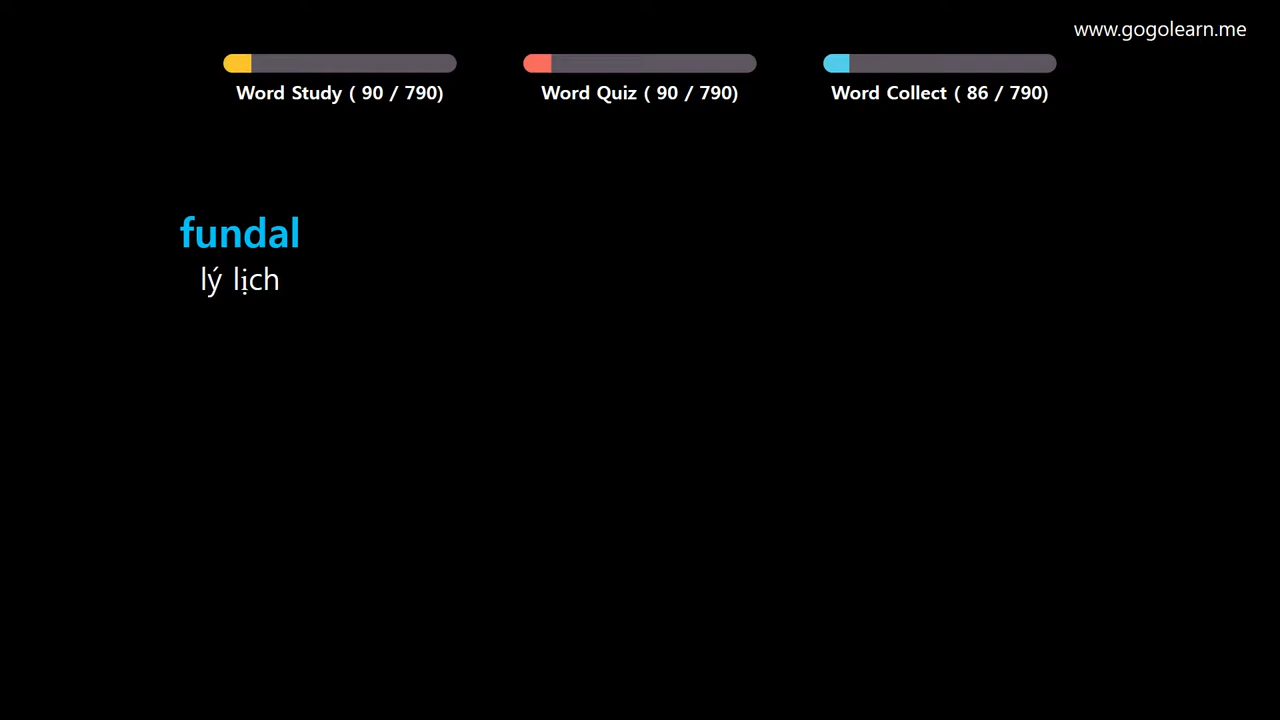 www.gogolearn.me
Word Study ( 90 / 790)
Word Quiz ( 90 / 790)
Word Collect ( 86 / 790)
fundal
lý lịch